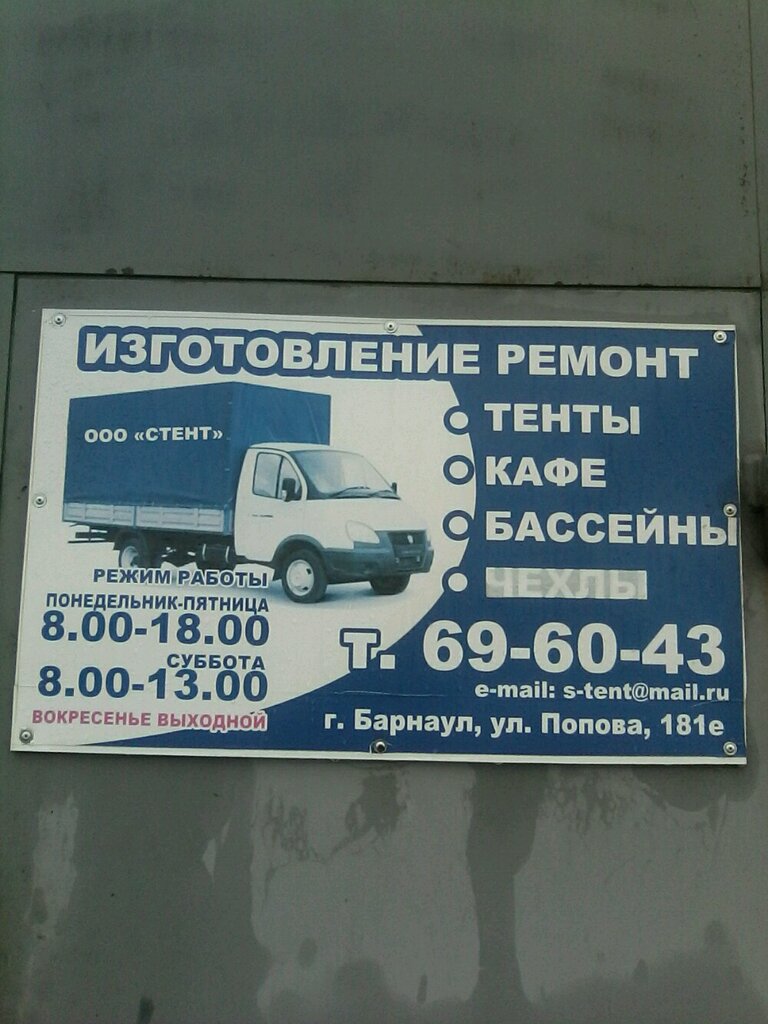 ИЗГОТОВЛЕНИЕ РЕМОНТ
ООО «СТЕНТ»
ТЕНТЫ
КАФЕ
БАССЕЙНЫ
ЧЕХЛЫ
РЕЖИМ РАБОТЫ
ПОНЕДЕЛЬНИК-ПЯТНИЦА
8.00-18.00
СУББОТА
8.00-13.00
ВОКРЕСЕНЬЕ ВЫХОДНОЙ
т. 69-60-43
e-mail: s-tent@mail.ru
г. Барнаул, ул. Попова, 181е